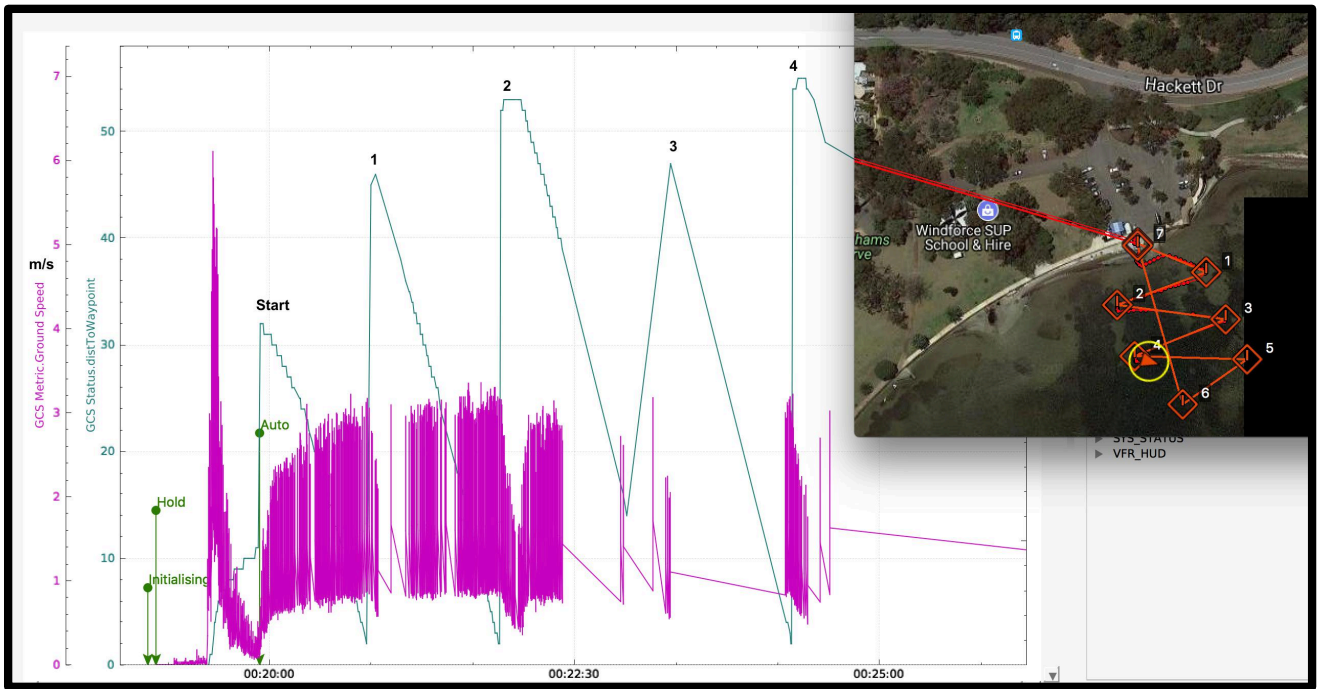 7
6
5
4
3
2
1
0
m/s
GCS Metric.Ground Speed
50
40
30
20
10
0
GCS Status.distToWaypoint
Initialising
Hold
Auto
Start
1
2
3
4
00:20:00
00:22:30
00:25:00
Hackett Dr
Windforce SUP
School & Hire
hams
rve
7
1
2
3
4
5
6
SYS_STATUS
VFR_HUD